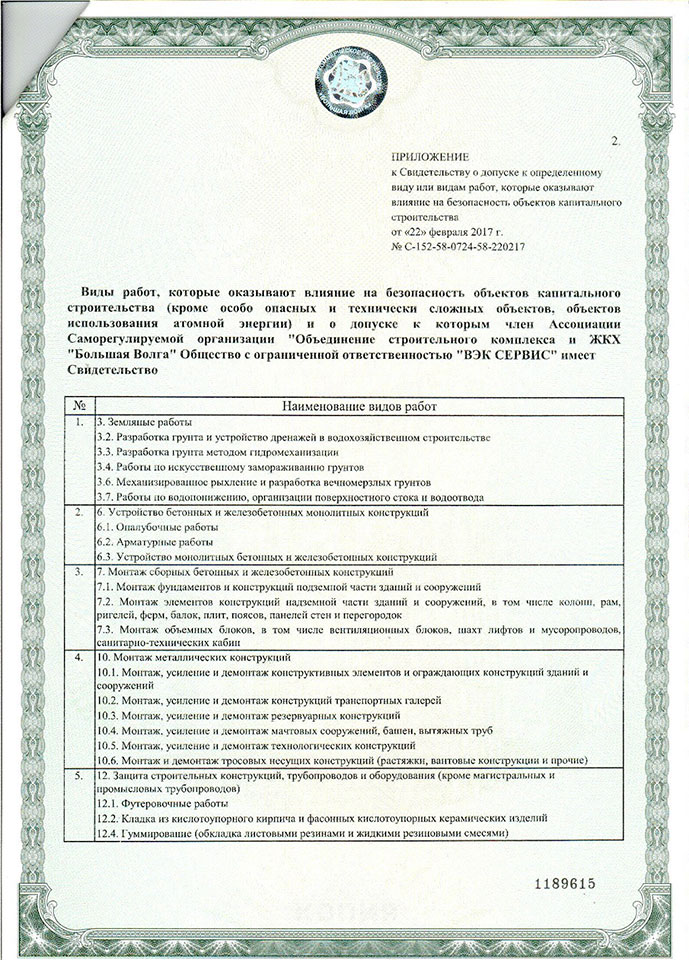 2.
ПРИЛОЖЕНИЕ
к Свидетельству о допуске к определенному
виду или видам работ, которые оказывают
влияние на безопасность объектов капитального
строительства
от «22» февраля 2017 г.
№ С-152-58-0724-58-220217
Виды работ, которые оказывают влияние на безопасность объектов капитального
строительства (кроме особо опасных и технически сложных объектов, объектов
использования атомной энергии) и о допуске к которым член Ассоциации
Саморегулируемой организации "Объединение строительного комплекса и ЖКХ
"Большая Волга" Общество с ограниченной ответственностью "ВЭК СЕРВИС" имеет
Свидетельство
№ Наименование видов работ
1. 3. Земляные работы
3.2. Разработка грунта и устройство дренажей в водохозяйственном строительстве
3.3. Разработка грунта методом гидромеханизации
3.4. Работы по искусственному замораживанию грунтов
3.6. Механизированное рыхление и разработка вечномерзлых грунтов
3.7. Работы по водопонижению, организации поверхностного стока и водоотвода
2. 6. Устройство бетонных и железобетонных монолитных конструкций
6.1. Опалубочные работы
6.2. Арматурные работы
6.3. Устройство монолитных бетонных и железобетонных конструкций
3. 7. Монтаж сборных бетонных и железобетонных конструкций
7.1. Монтаж фундаментов и конструкций подземной части зданий и сооружений
7.2. Монтаж элементов конструкций надземной части зданий и сооружений, в том числе колонн, рам,
ригелей, ферм, балок, плит, поясов, панелей стен и перегородок
7.3. Монтаж объемных блоков, в том числе вентиляционных блоков, шахт лифтов и мусоропроводов,
санитарно-технических кабин
4. 10. Монтаж металлических конструкций
10.1. Монтаж, усиление и демонтаж конструктивных элементов и ограждающих конструкций зданий и
сооружений
10.2. Монтаж, усиление и демонтаж конструкций транспортных галерей
10.3. Монтаж, усиление и демонтаж резервуарных конструкций
10.4. Монтаж, усиление и демонтаж мачтовых сооружений, башен, вытяжных труб
10.5. Монтаж, усиление и демонтаж технологических конструкций
10.6. Монтаж и демонтаж тросовых несущих конструкций (растяжки, вантовые конструкции и прочие)
5. 12. Защита строительных конструкций, трубопроводов и оборудования (кроме магистральных и
промысловых трубопроводов)
12.1. Футеровочные работы
12.2. Кладка из кислотоупорного кирпича и фасонных кислотоупорных керамических изделий
12.4. Гуммирование (обкладка листовыми резинами и жидкими резиновыми смесями)
1189615